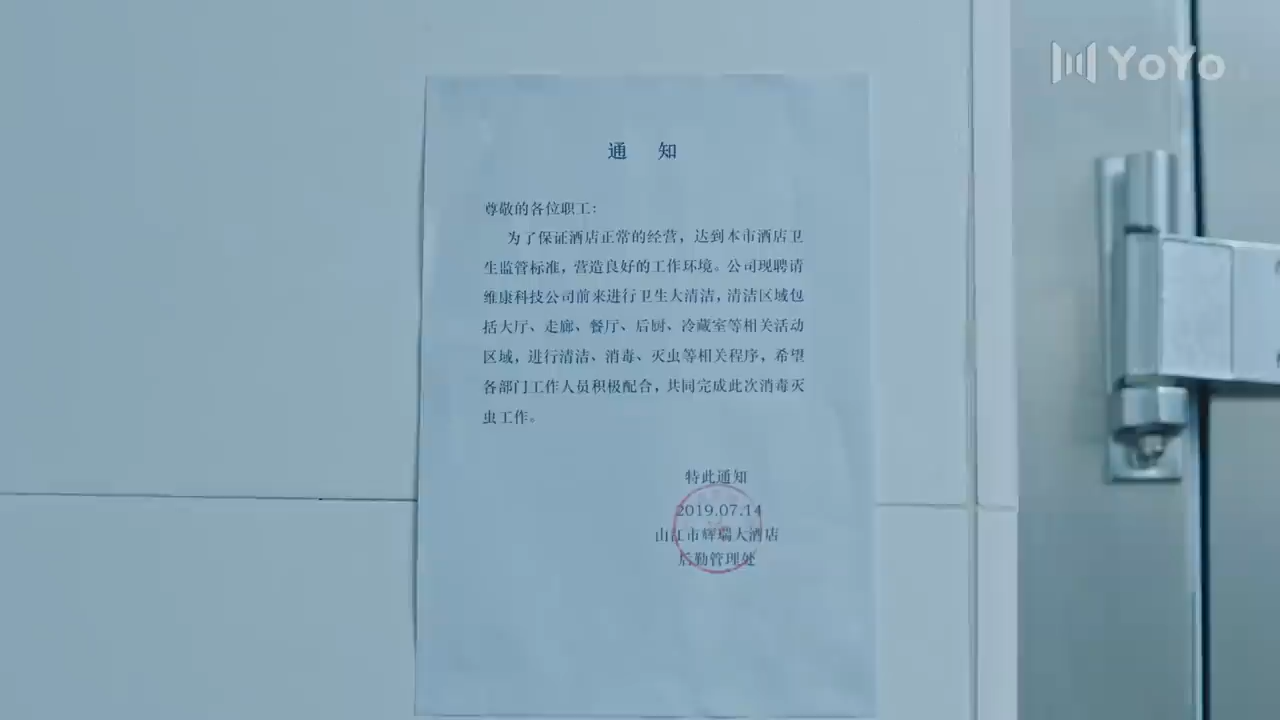 YoYo
通 知
尊敬的各位职工：
为了保证酒店正常的经营，达到本市酒店卫
生监管标准，营造良好的工作环境。公司现聘请
维康科技公司前来进行卫生大清洁，清洁区域包
括大厅、走廊、餐厅、后厨、冷藏室等相关活动
区域，进行清洁、消毒、灭虫等相关程序，希望
各部门工作人员积极配合，共同完成此次消毒灭
虫工作。
特此通知
2019.07.14
山江市辉瑞大酒店
后勤管理处